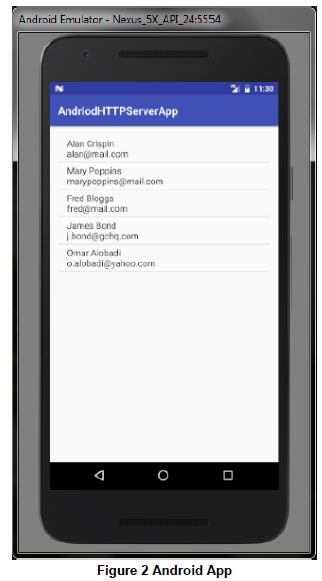 Android Emulator - Nexus_5X_API_24:5554
11:30
AndriodHTTPServerApp
Alan Crispin
alan@mail.com
Mary Poppins
marypoppins@mail.com
Fred Bloggs
fred@mail.com
James Bond
j.bond@gchq.com
Omar Alobadi
o.alobadi@yahoo.com
Figure 2 Android App